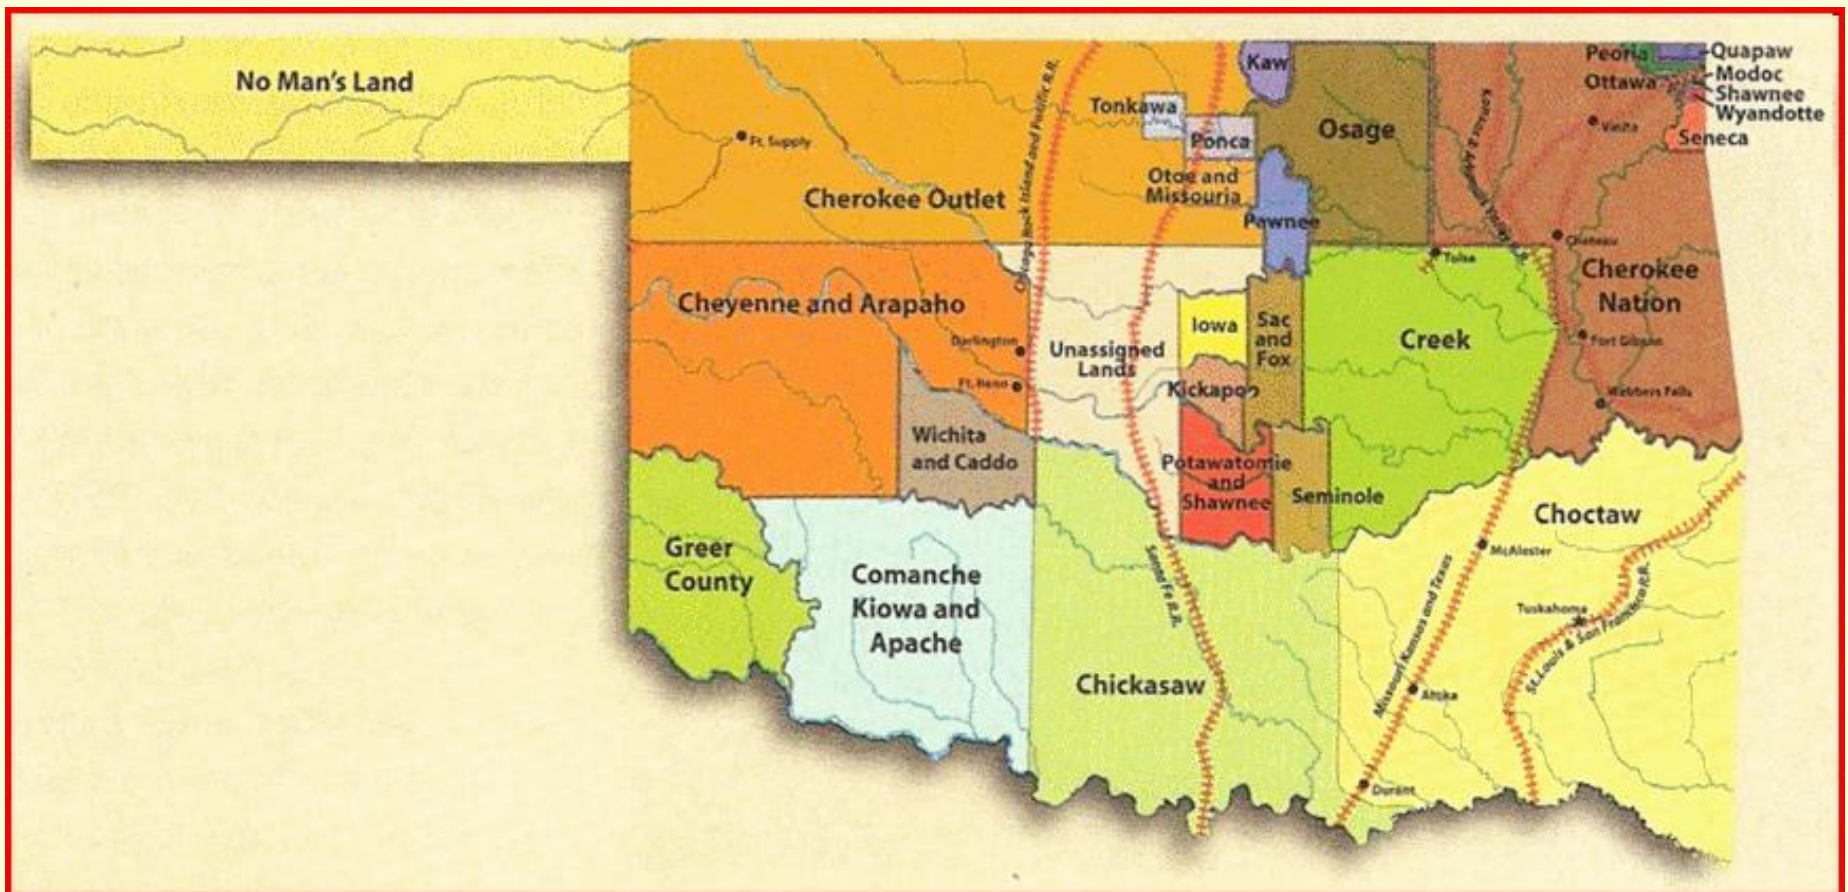 No Man's Land
Ft. Supply
Cherokee Outlet
Chicago Rock Island and Pacific R.R.
Tonkawa
Ponca
Otoe and
Missouria
Kaw
Pawnee
Osage
Peoria
Quapaw
Ottawa
Modoc
Shawnee
Wyandotte
Seneca
Vinita
Cherokee
Nation
Tulsa
Fort Gibson
Webbers Falls
Cheyenne and Arapaho
Darlington
Ft. Reno
Unassigned
Lands
Iowa
Sac
and
Fox
Kickapoo
Creek
Wichita
and Caddo
Potawatomie
and
Shawnee
Seminole
Greer
County
Comanche
Kiowa and
Apache
Chickasaw
Santa Fe R.R.
Choctaw
McAlester
Tuskahoma
Missouri Kansas and Texas
St. Louis & San Francisco R.R.
Durant